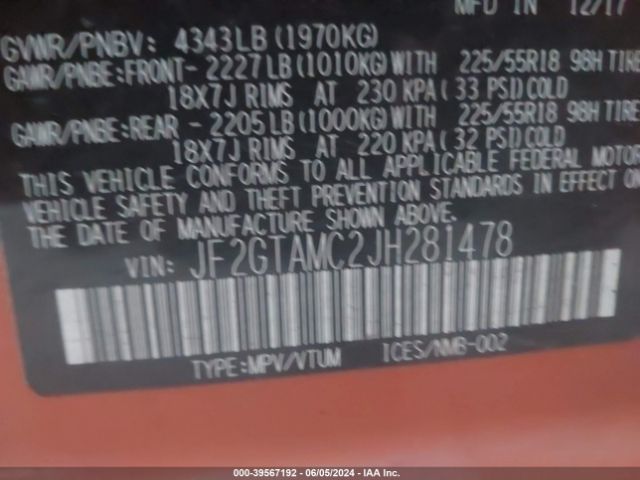 MFD IN 12/17
GVWR/PNBV: 4343LB(1970KG)
GAWR/PNBE:FRONT- 2227LB(1010KG)WITH 225/55R18 98H TIRE
18X7J RIMS AT 230 KPA( 33 PSI)COLD
GAWR/PNBE:REAR - 2205LB(1000KG)WITH 225/55R18 98H TIRE
18X7J RIMS AT 220 KPA( 32 PSI)COLD
THIS VEHICLE CONFORMS TO ALL APPLICABLE FEDERAL MOTOR
VEHICLE SAFETY AND THEFT PREVENTION STANDARDS IN EFFECT ON
THE DATE OF MANUFACTURE SHOWN ABOVE.
VIN: JF2GTAMC2JH281478
TYPE:MPV/VTUM ICES/NMB-002
000-39567192 - 06/05/2024 - IAA Inc. - COPYRIGHT